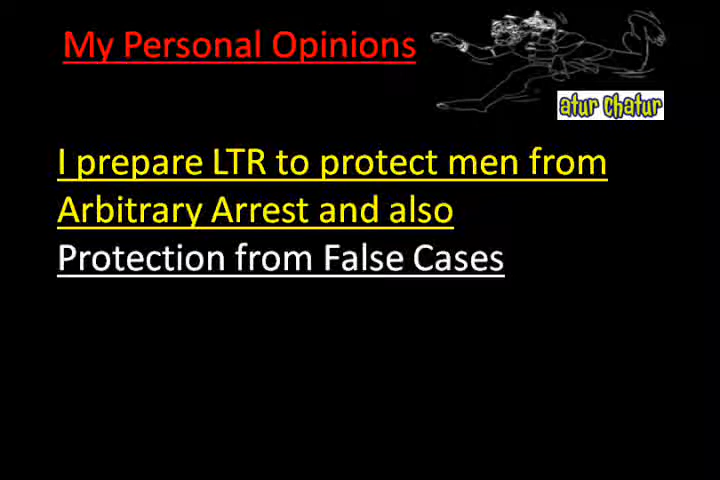 My Personal Opinions
atur chatur
I prepare LTR to protect men from
Arbitrary Arrest and also
Protection from False Cases